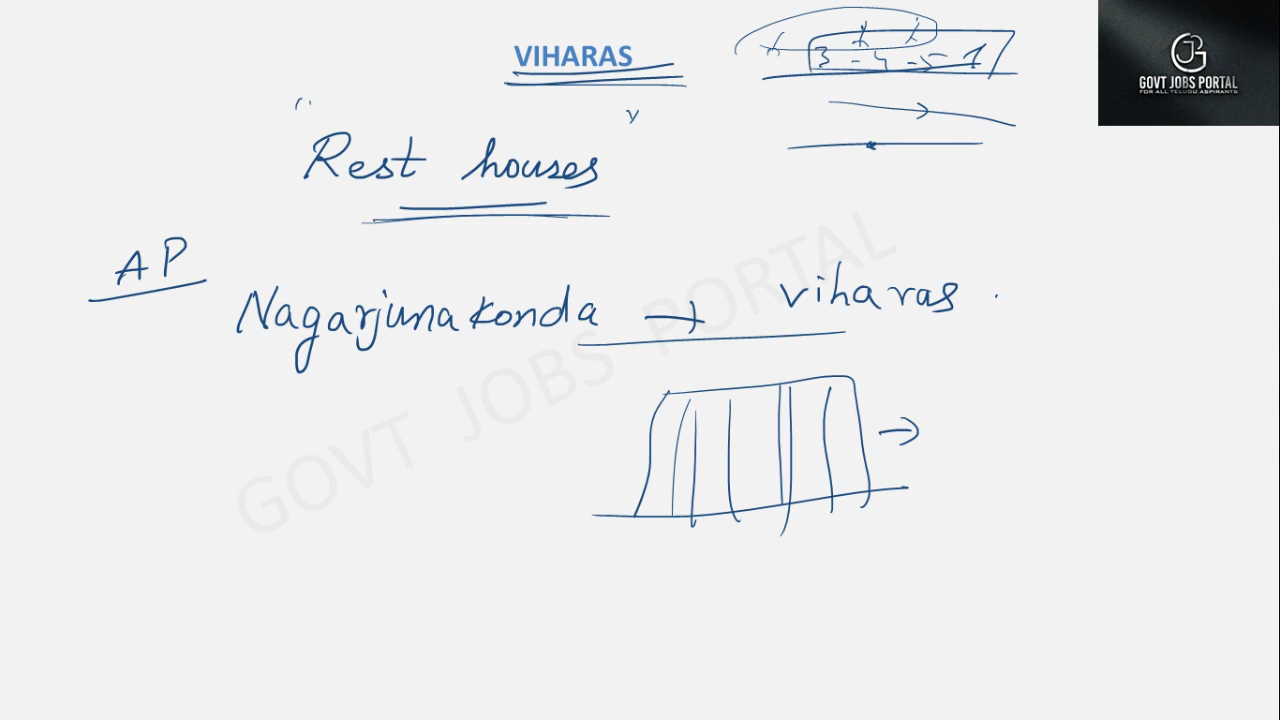 VIHARAS
3 - 4 - 5 - 1
GOVT JOBS PORTAL
FOR ALL TELUGU ASPIRANTS
Rest houses
AP
Nagarjunakonda → viharas.
GOVT JOBS PORTAL